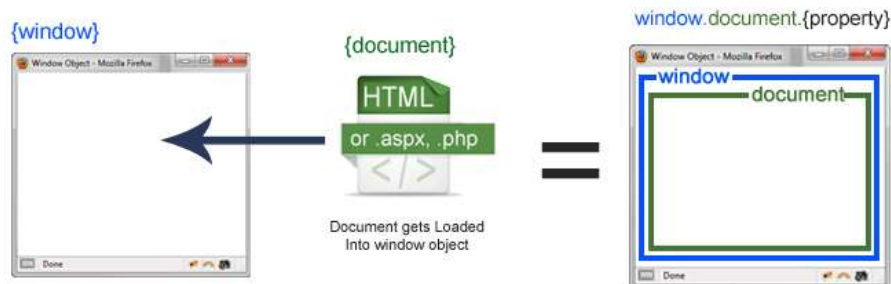 {window}
Window Object - Mozilla Firefox
Done
{document}
HTML
or .aspx, .php
</>
Document gets Loaded
Into window object
=
window.document.{property}
Window Object - Mozilla Firefox
window
document
Done